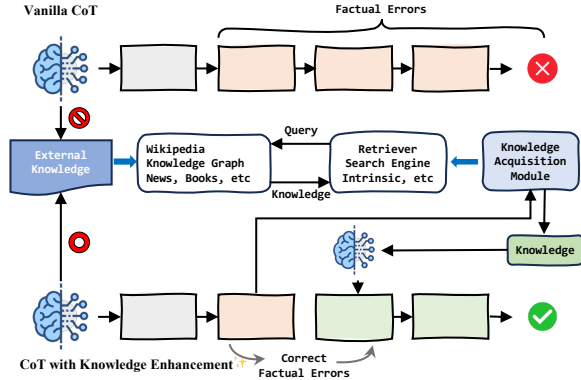 Vanilla CoT
Factual Errors
External
Knowledge
Wikipedia
Knowledge Graph
News, Books, etc
Query
Knowledge
Retriever
Search Engine
Intrinsic, etc
Knowledge
Acquisition
Module
Knowledge
CoT with Knowledge Enhancement
Correct
Factual Errors